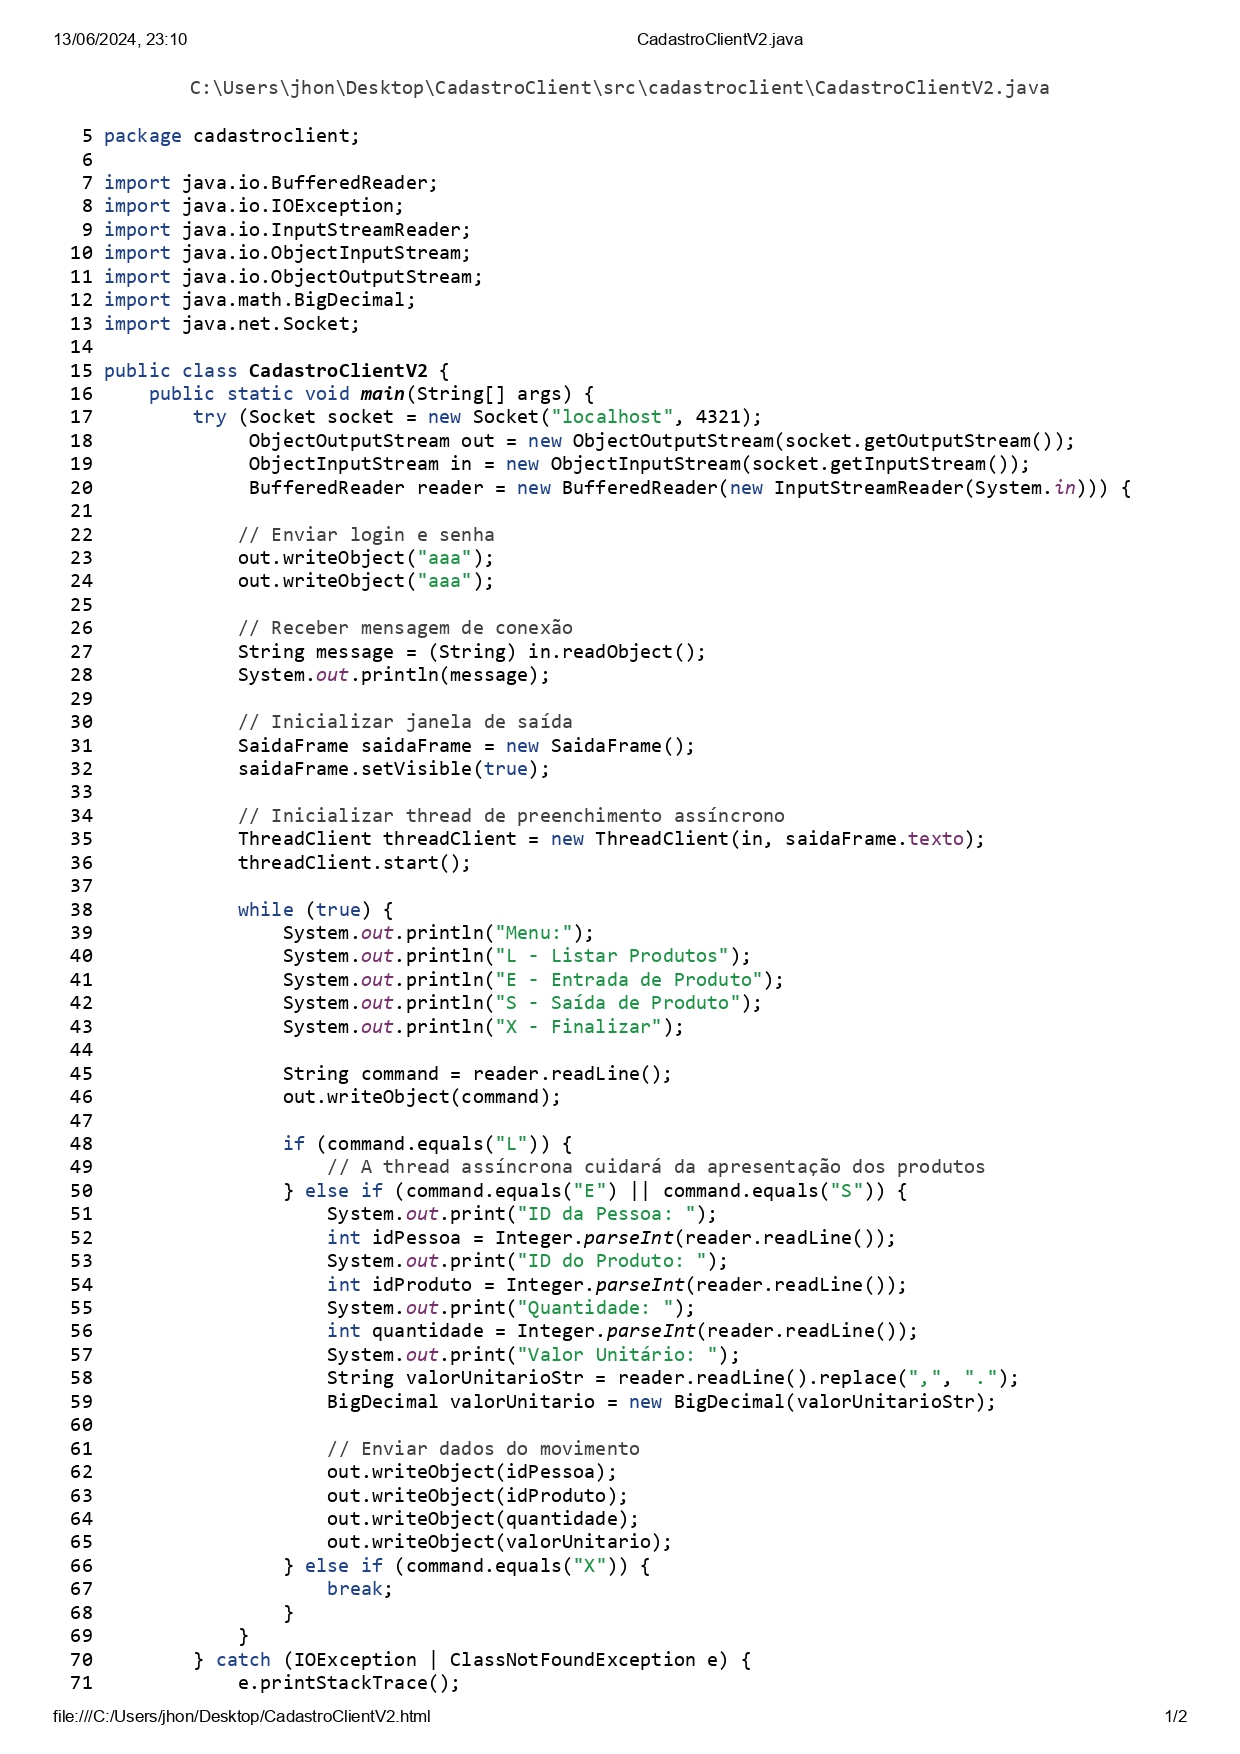 13/06/2024, 23:10 CadastroClientV2.java
C:\Users\jhon\Desktop\CadastroClient\src\cadastroclient\CadastroClientV2.java
5 package cadastroclient;
6
7 import java.io.BufferedReader;
8 import java.io.IOException;
9 import java.io.InputStreamReader;
10 import java.io.ObjectInputStream;
11 import java.io.ObjectOutputStream;
12 import java.math.BigDecimal;
13 import java.net.Socket;
14
15 public class CadastroClientV2 {
16     public static void main(String[] args) {
17         try (Socket socket = new Socket("localhost", 4321);
18              ObjectOutputStream out = new ObjectOutputStream(socket.getOutputStream());
19              ObjectInputStream in = new ObjectInputStream(socket.getInputStream());
20              BufferedReader reader = new BufferedReader(new InputStreamReader(System.in))) {
21
22             // Enviar login e senha
23             out.writeObject("aaa");
24             out.writeObject("aaa");
25
26             // Receber mensagem de conexão
27             String message = (String) in.readObject();
28             System.out.println(message);
29
30             // Inicializar janela de saída
31             SaidaFrame saidaFrame = new SaidaFrame();
32             saidaFrame.setVisible(true);
33
34             // Inicializar thread de preenchimento assíncrono
35             ThreadClient threadClient = new ThreadClient(in, saidaFrame.texto);
36             threadClient.start();
37
38             while (true) {
39                 System.out.println("Menu:");
40                 System.out.println("L - Listar Produtos");
41                 System.out.println("E - Entrada de Produto");
42                 System.out.println("S - Saída de Produto");
43                 System.out.println("X - Finalizar");
44
45                 String command = reader.readLine();
46                 out.writeObject(command);
47
48                 if (command.equals("L")) {
49                     // A thread assíncrona cuidará da apresentação dos produtos
50                 } else if (command.equals("E") || command.equals("S")) {
51                     System.out.print("ID da Pessoa: ");
52                     int idPessoa = Integer.parseInt(reader.readLine());
53                     System.out.print("ID do Produto: ");
54                     int idProduto = Integer.parseInt(reader.readLine());
55                     System.out.print("Quantidade: ");
56                     int quantidade = Integer.parseInt(reader.readLine());
57                     System.out.print("Valor Unitário: ");
58                     String valorUnitarioStr = reader.readLine().replace(",", ".");
59                     BigDecimal valorUnitario = new BigDecimal(valorUnitarioStr);
60
61                     // Enviar dados do movimento
62                     out.writeObject(idPessoa);
63                     out.writeObject(idProduto);
64                     out.writeObject(quantidade);
65                     out.writeObject(valorUnitario);
66                 } else if (command.equals("X")) {
67                     break;
68                 }
69             }
70         } catch (IOException | ClassNotFoundException e) {
71             e.printStackTrace();
file:///C:/Users/jhon/Desktop/CadastroClientV2.html 1/2